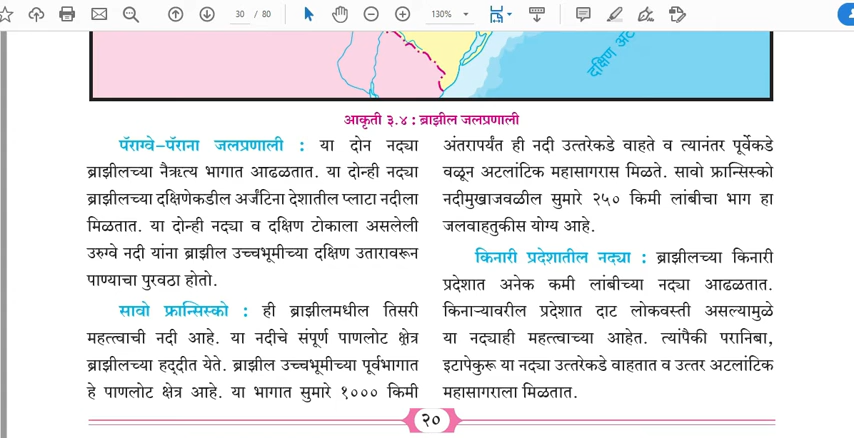 30 / 80
130%
दक्षिण
आकृती ३.४ : ब्राझील जलप्रणाली
पॅराग्वे-पॅराना जलप्रणाली : या दोन नद्या
ब्राझीलच्या नैऋत्य भागात आढळतात. या दोन्ही नद्या
ब्राझीलच्या दक्षिणेकडील अर्जेंटिना देशातील प्लाटा नदीला
मिळतात. या दोन्ही नद्या व दक्षिण टोकाला असलेली
उरुग्वे नदी यांना ब्राझील उच्चभूमीच्या दक्षिण उतारावरून
पाण्याचा पुरवठा होतो.
सावो फ्रान्सिस्को : ही ब्राझीलमधील तिसरी
महत्त्वाची नदी आहे. या नदीचे संपूर्ण पाणलोट क्षेत्र
ब्राझीलच्या हद्दीत येते. ब्राझील उच्चभूमीच्या पूर्वभागात
हे पाणलोट क्षेत्र आहे. या भागात सुमारे १००० किमी
अंतरापर्यंत ही नदी उत्तरेकडे वाहते व त्यानंतर पूर्वेकडे
वळून अटलांटिक महासागरास मिळते. सावो फ्रान्सिस्को
नदीमुखाजवळील सुमारे २५० किमी लांबीचा भाग हा
जलवाहतुकीस योग्य आहे.
किनारी प्रदेशातील नद्या : ब्राझीलच्या किनारी
प्रदेशात अनेक कमी लांबीच्या नद्या आढळतात.
किनाऱ्यावरील प्रदेशात दाट लोकवस्ती असल्यामुळे
या नद्याही महत्वाच्या आहेत. त्यांपैकी परानिबा,
इटापेकुरू या नद्या उत्तरेकडे वाहतात व उत्तर अटलांटिक
महासागराला मिळतात.
२०